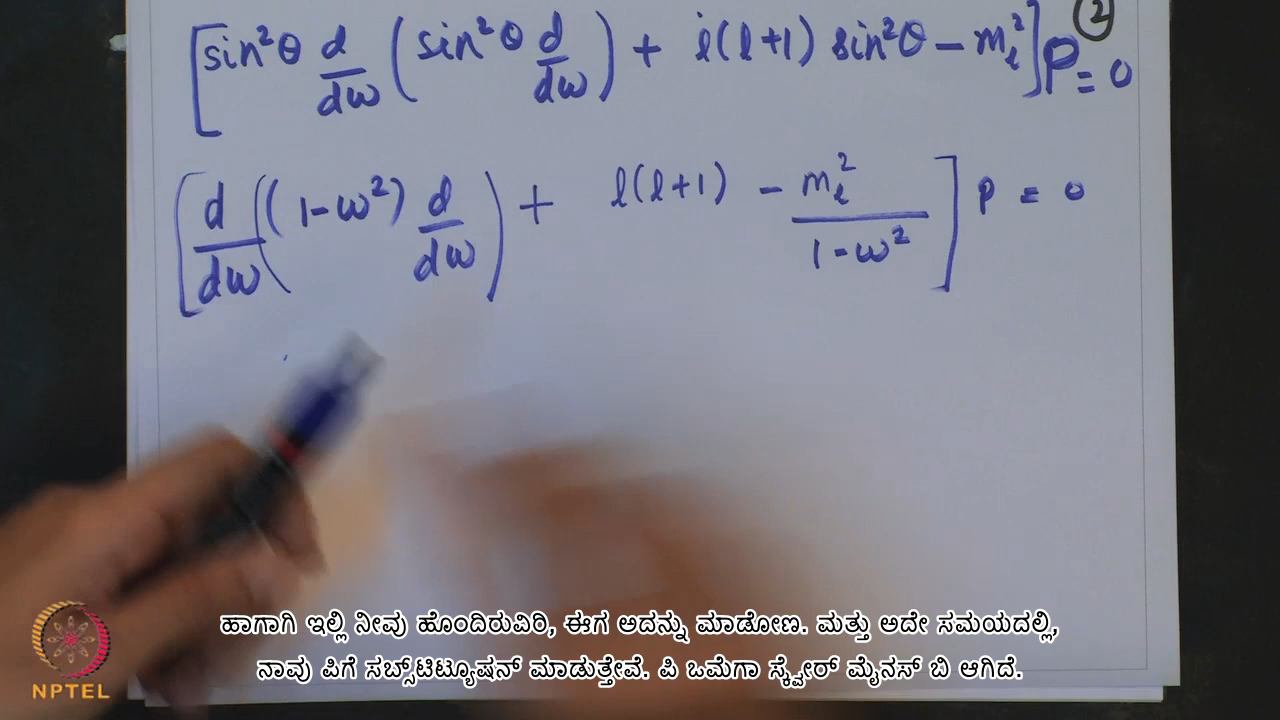 ②
[sin²θ d/dω (sin²θ d/dω) + l(l+1) sin²θ - m_l²] P = 0
[d/dω ((1-ω²) d/dω) + l(l+1) - m_l²/(1-ω²)] P = 0
ಹಾಗಾಗಿ ಇಲ್ಲಿ ನೀವು ಹೊಂದಿರುವಿರಿ, ಈಗ ಅದನ್ನು ಮಾಡೋಣ. ಮತ್ತು ಅದೇ ಸಮಯದಲ್ಲಿ,
ನಾವು ಪಿಗೆ ಸಬ್ಸ್ಟಿಟ್ಯೂಷನ್ ಮಾಡುತ್ತೇವೆ. ಪಿ ಒಮೆಗಾ ಸ್ಕ್ವೇರ್ ಮೈನಸ್ ಬಿ ಆಗಿದೆ.
NPTEL